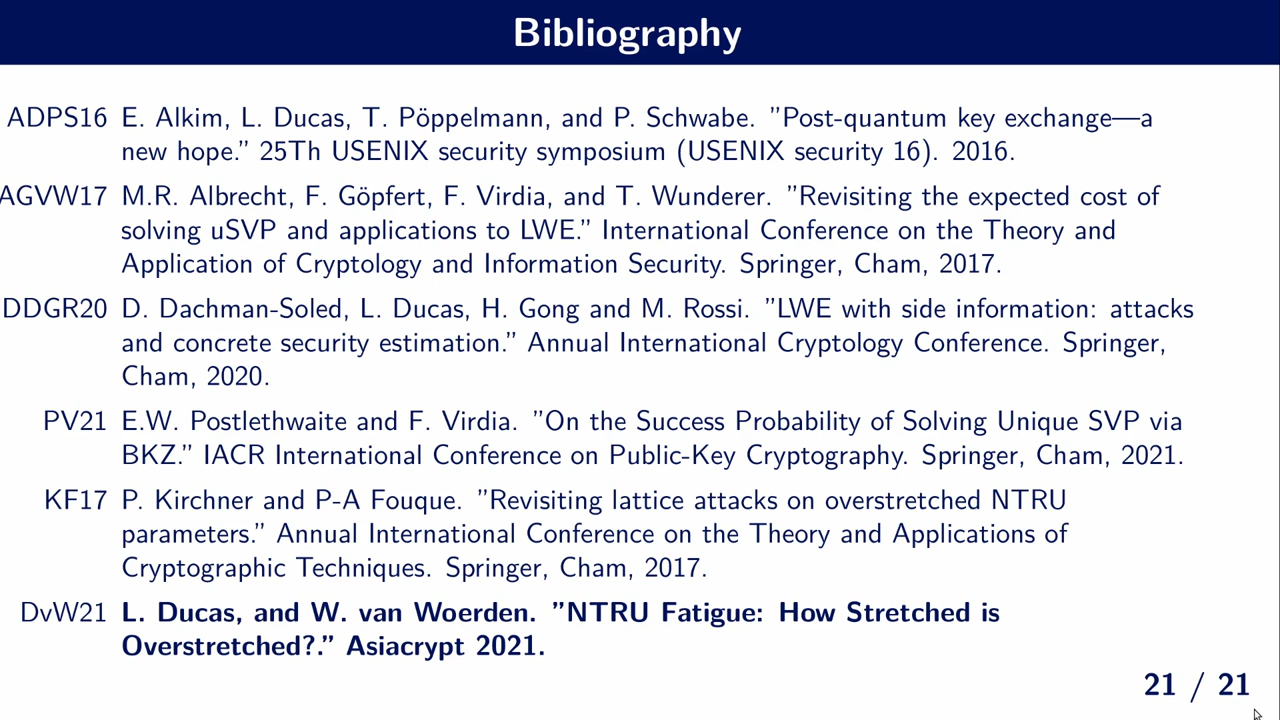 Bibliography
ADPS16 E. Alkim, L. Ducas, T. Pöppelmann, and P. Schwabe. ”Post-quantum key exchange—a
new hope.” 25Th USENIX security symposium (USENIX security 16). 2016.
AGVW17 M.R. Albrecht, F. Göpfert, F. Virdia, and T. Wunderer. ”Revisiting the expected cost of
solving uSVP and applications to LWE.” International Conference on the Theory and
Application of Cryptology and Information Security. Springer, Cham, 2017.
DDGR20 D. Dachman-Soled, L. Ducas, H. Gong and M. Rossi. ”LWE with side information: attacks
and concrete security estimation.” Annual International Cryptology Conference. Springer,
Cham, 2020.
PV21 E.W. Postlethwaite and F. Virdia. ”On the Success Probability of Solving Unique SVP via
BKZ.” IACR International Conference on Public-Key Cryptography. Springer, Cham, 2021.
KF17 P. Kirchner and P-A Fouque. ”Revisiting lattice attacks on overstretched NTRU
parameters.” Annual International Conference on the Theory and Applications of
Cryptographic Techniques. Springer, Cham, 2017.
DvW21 L. Ducas, and W. van Woerden. ”NTRU Fatigue: How Stretched is
Overstretched?.” Asiacrypt 2021.
21 / 21